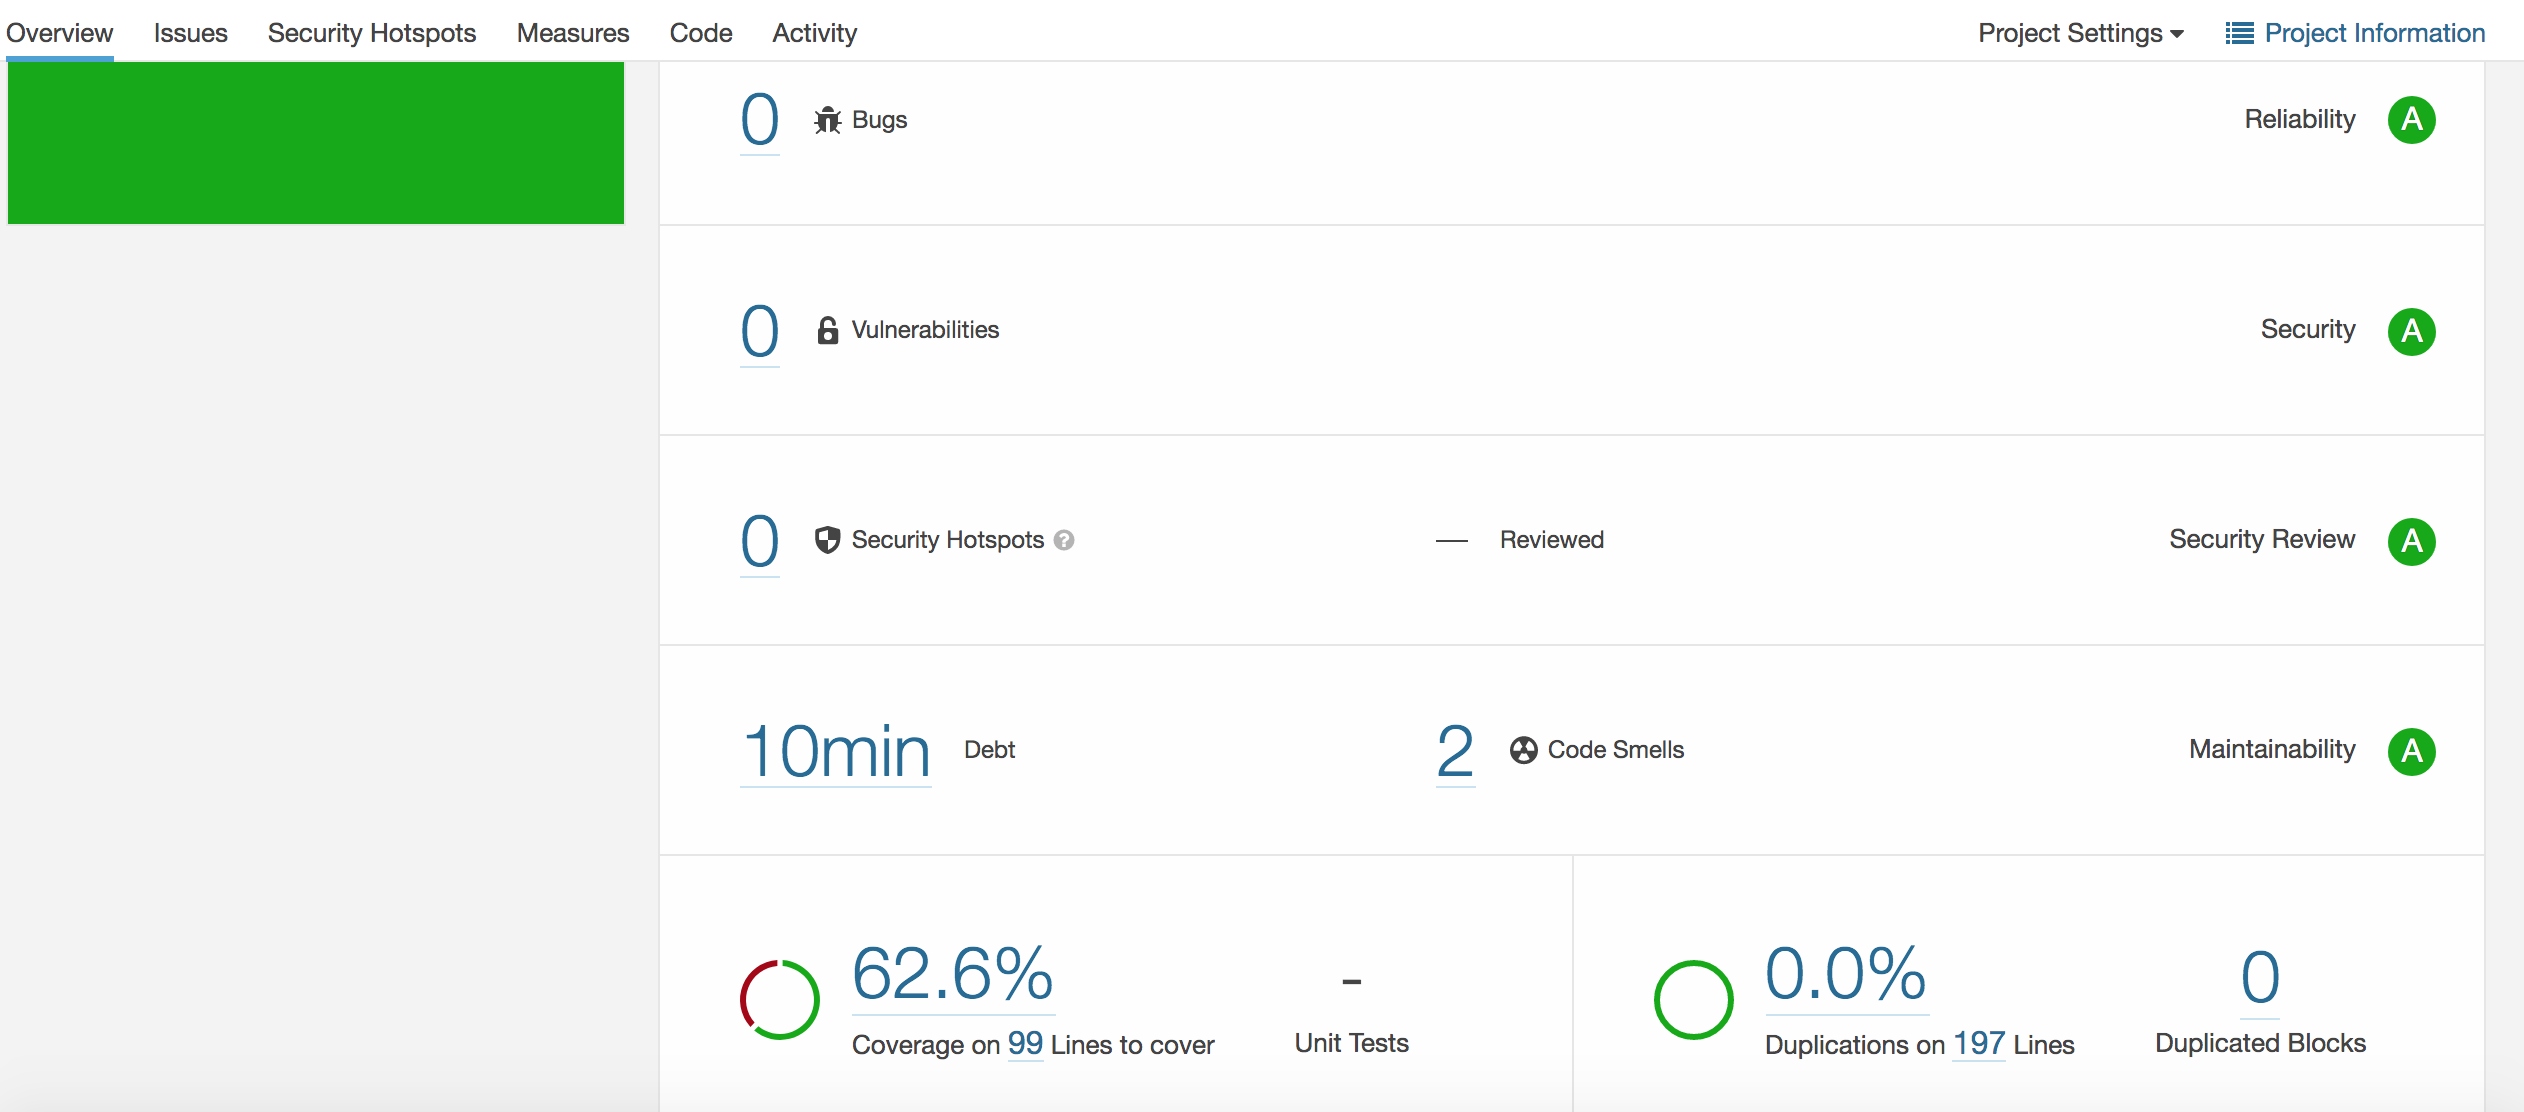 Overview Issues Security Hotspots Measures Code Activity Project Settings Project Information
0 Bugs Reliability A
0 Vulnerabilities Security A
0 Security Hotspots ? — Reviewed Security Review A
10min Debt 2 Code Smells Maintainability A
62.6% - 0.0% 0
Coverage on 99 Lines to cover Unit Tests Duplications on 197 Lines Duplicated Blocks